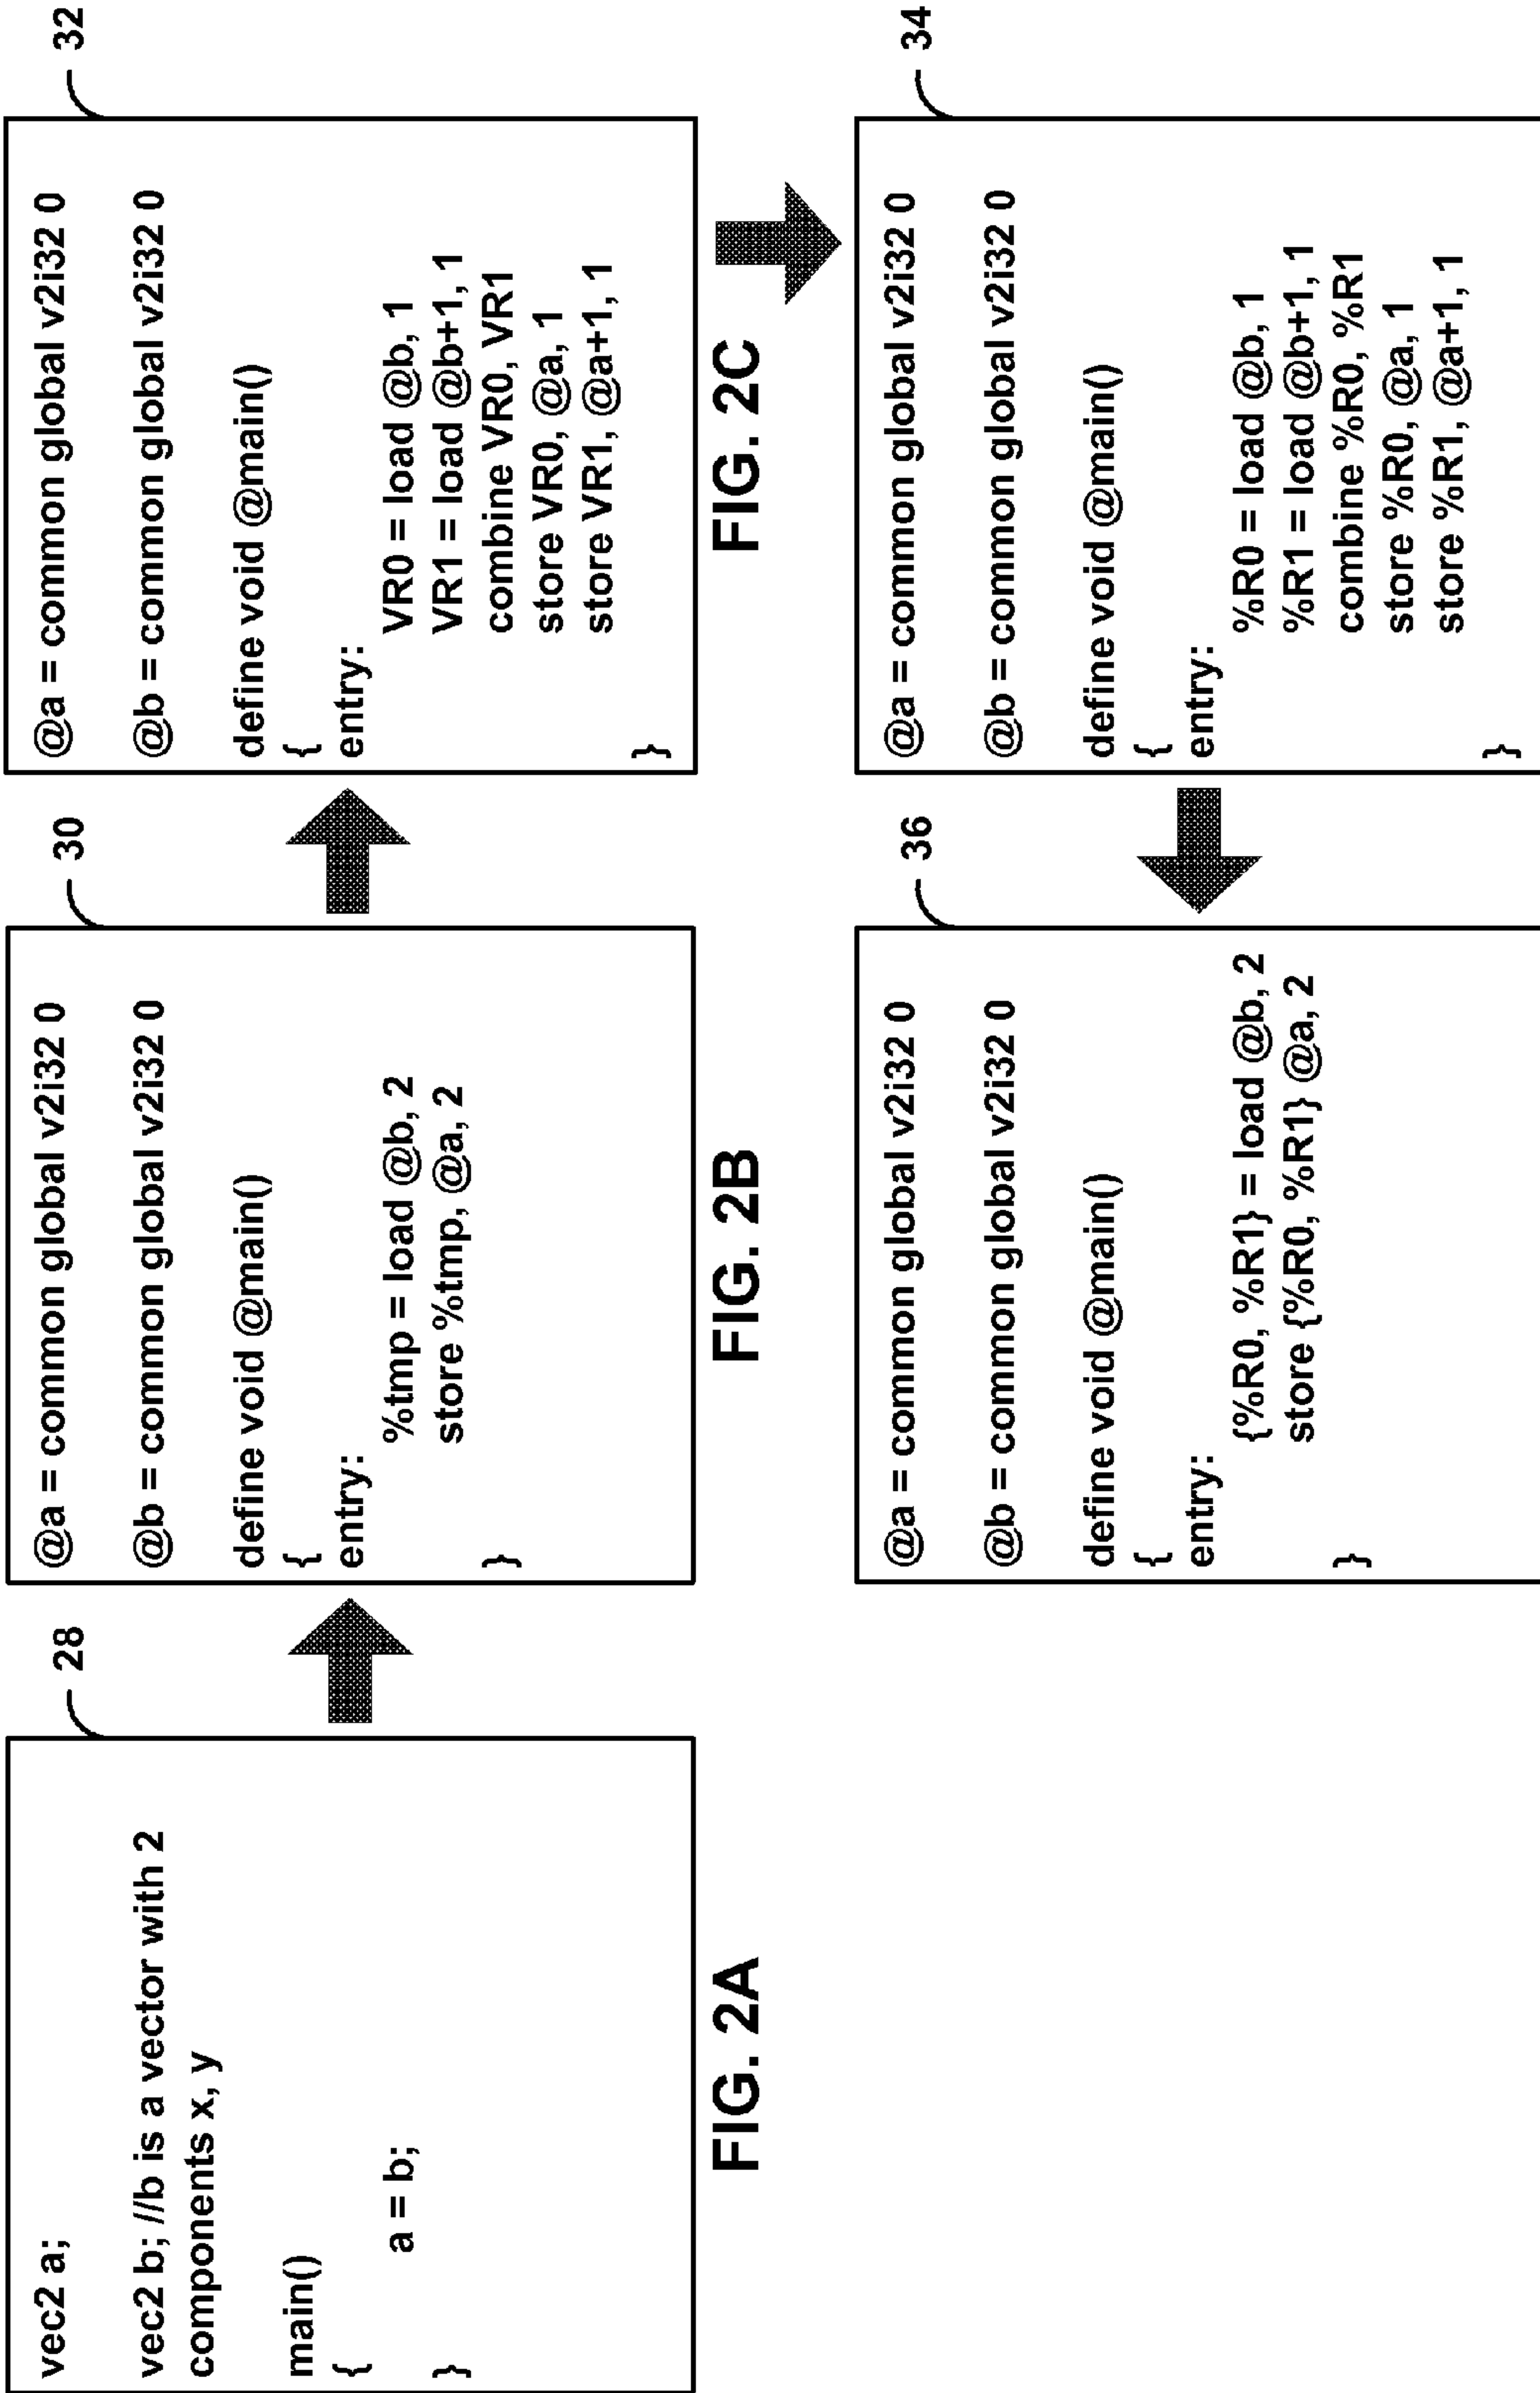 28
vec2 a;
vec2 b; //b is a vector with 2
components x, y
main()
{
a = b;
}
FIG. 2A
30
@a = common global v2i32 0
@b = common global v2i32 0
define void @main()
{
entry:
%tmp = load @b, 2
store %tmp, @a, 2
}
FIG. 2B
32
@a = common global v2i32 0
@b = common global v2i32 0
define void @main()
{
entry:
VR0 = load @b, 1
VR1 = load @b+1, 1
combine VR0, VR1
store VR0, @a, 1
store VR1, @a+1, 1
}
FIG. 2C
36
@a = common global v2i32 0
@b = common global v2i32 0
define void @main()
{
entry:
{%R0, %R1} = load @b, 2
store {%R0, %R1} @a, 2
}
34
@a = common global v2i32 0
@b = common global v2i32 0
define void @main()
{
entry:
%R0 = load @b, 1
%R1 = load @b+1, 1
combine %R0, %R1
store %R0, @a, 1
store %R1, @a+1, 1
}